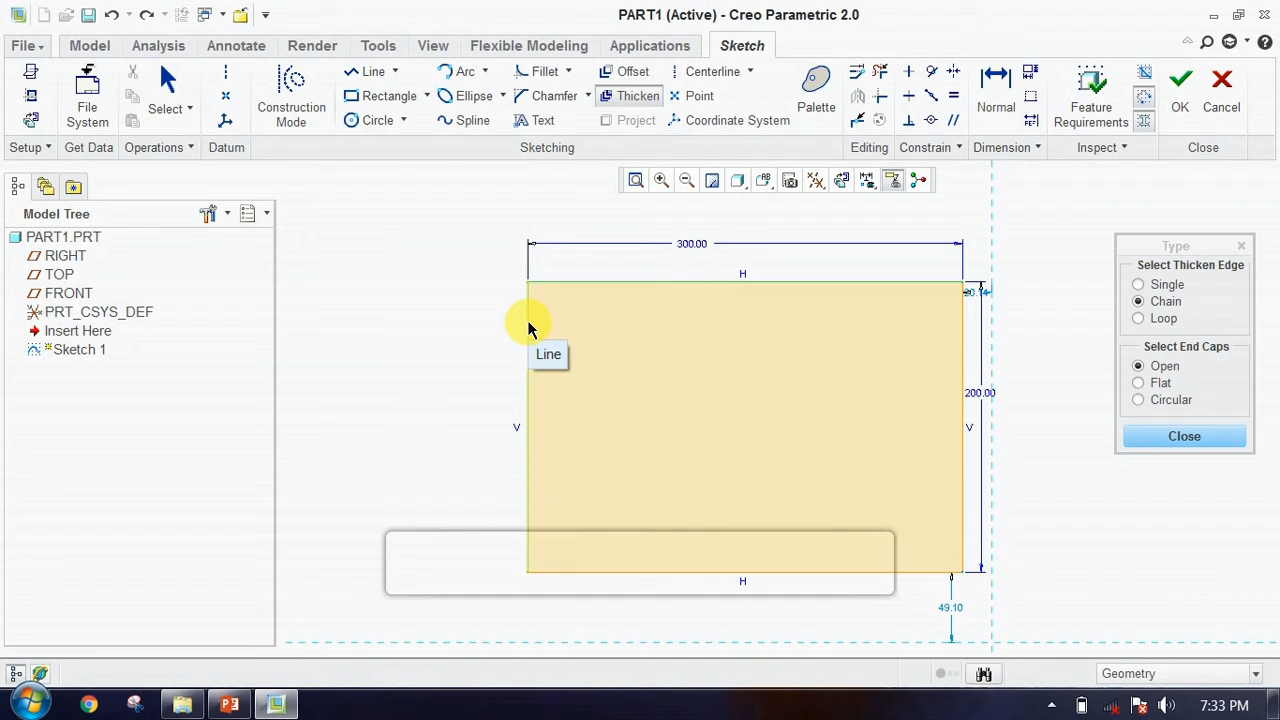 PART1 (Active) - Creo Parametric 2.0
File Model Analysis Annotate Render Tools View Flexible Modeling Applications Sketch
Line Arc Fillet Offset Centerline
Rectangle Ellipse Chamfer Thicken Point
Circle Spline Text Project Coordinate System
File System
Select
Construction Mode
Palette
Normal
Feature Requirements
OK Cancel
Setup Get Data Operations Datum Sketching Editing Constrain Dimension Inspect Close
Model Tree
PART1.PRT
RIGHT
TOP
FRONT
PRT_CSYS_DEF
Insert Here
Sketch 1
300.00
H
Line
V
200.00
V
H
49.10
Type
Select Thicken Edge
Single
Chain
Loop
Select End Caps
Open
Flat
Circular
Close
Geometry
7:33 PM